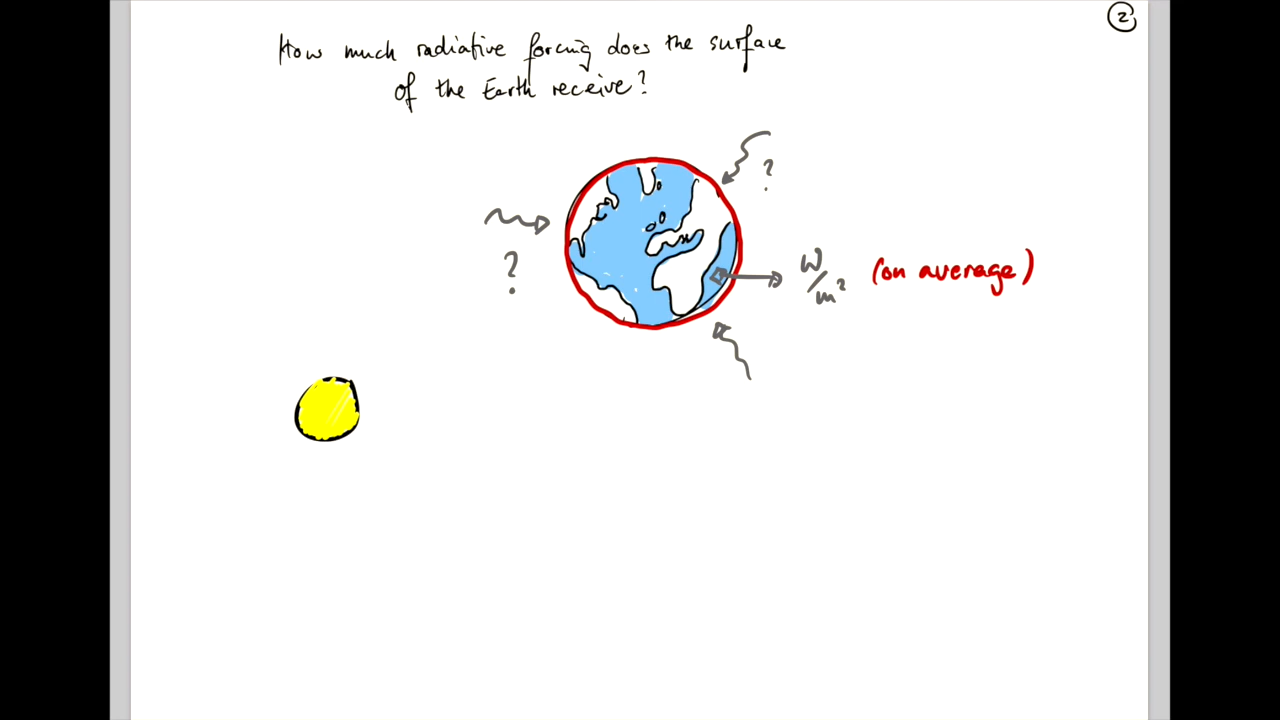 2
How much radiative forcing does the surface
of the Earth receive?
?
?
W/m² (on average)